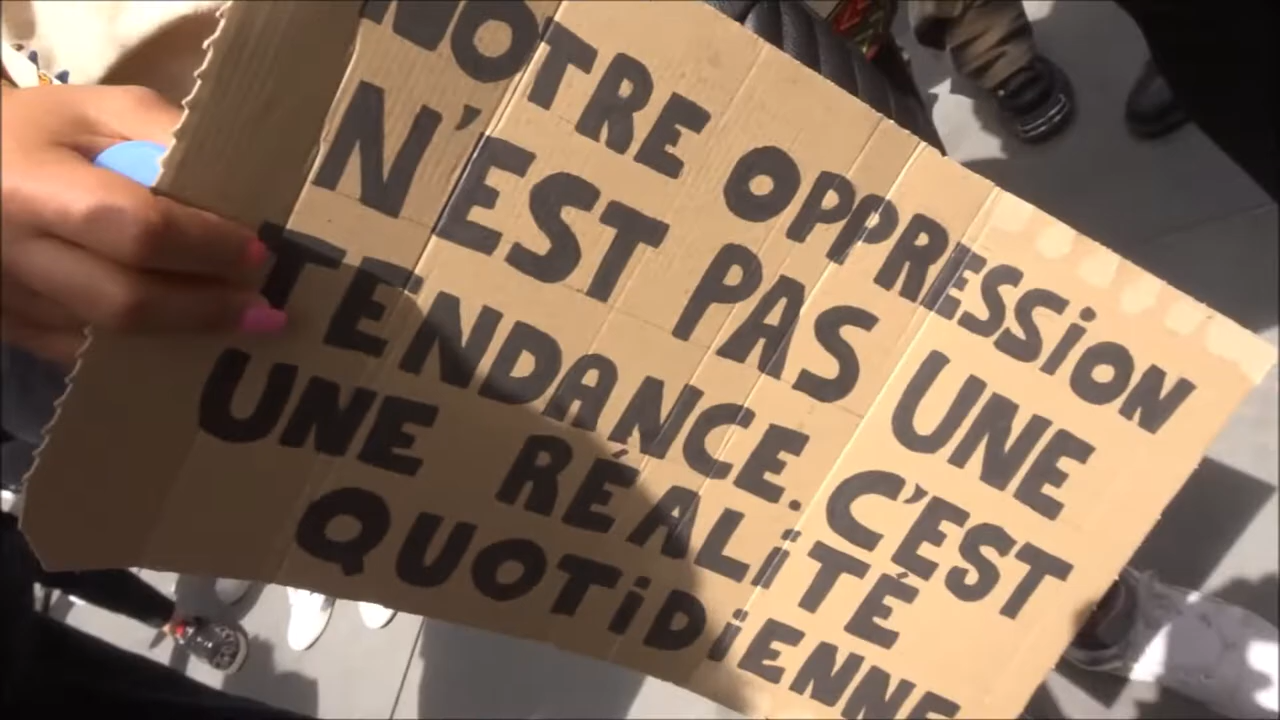 NOTRE OPPRESSiON
N'EST PAS UNE
TENDANCE. C'EST
UNE RÉALiTÉ
QUOTiDiENNE